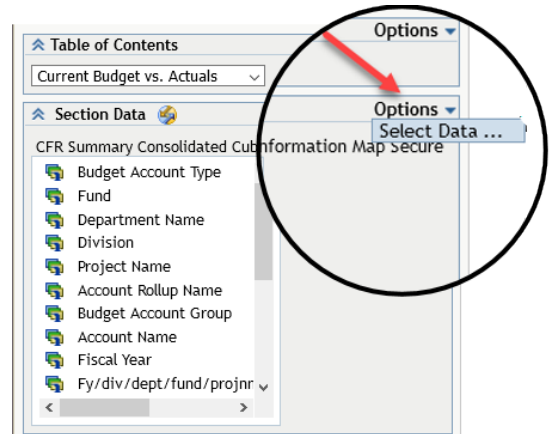 Options
Table of Contents
Current Budget vs. Actuals
Section Data
Options
Select Data ...
CFR Summary Consolidated Cubnformation Map Secure
Budget Account Type
Fund
Department Name
Division
Project Name
Account Rollup Name
Budget Account Group
Account Name
Fiscal Year
Fy/div/dept/fund/projnr